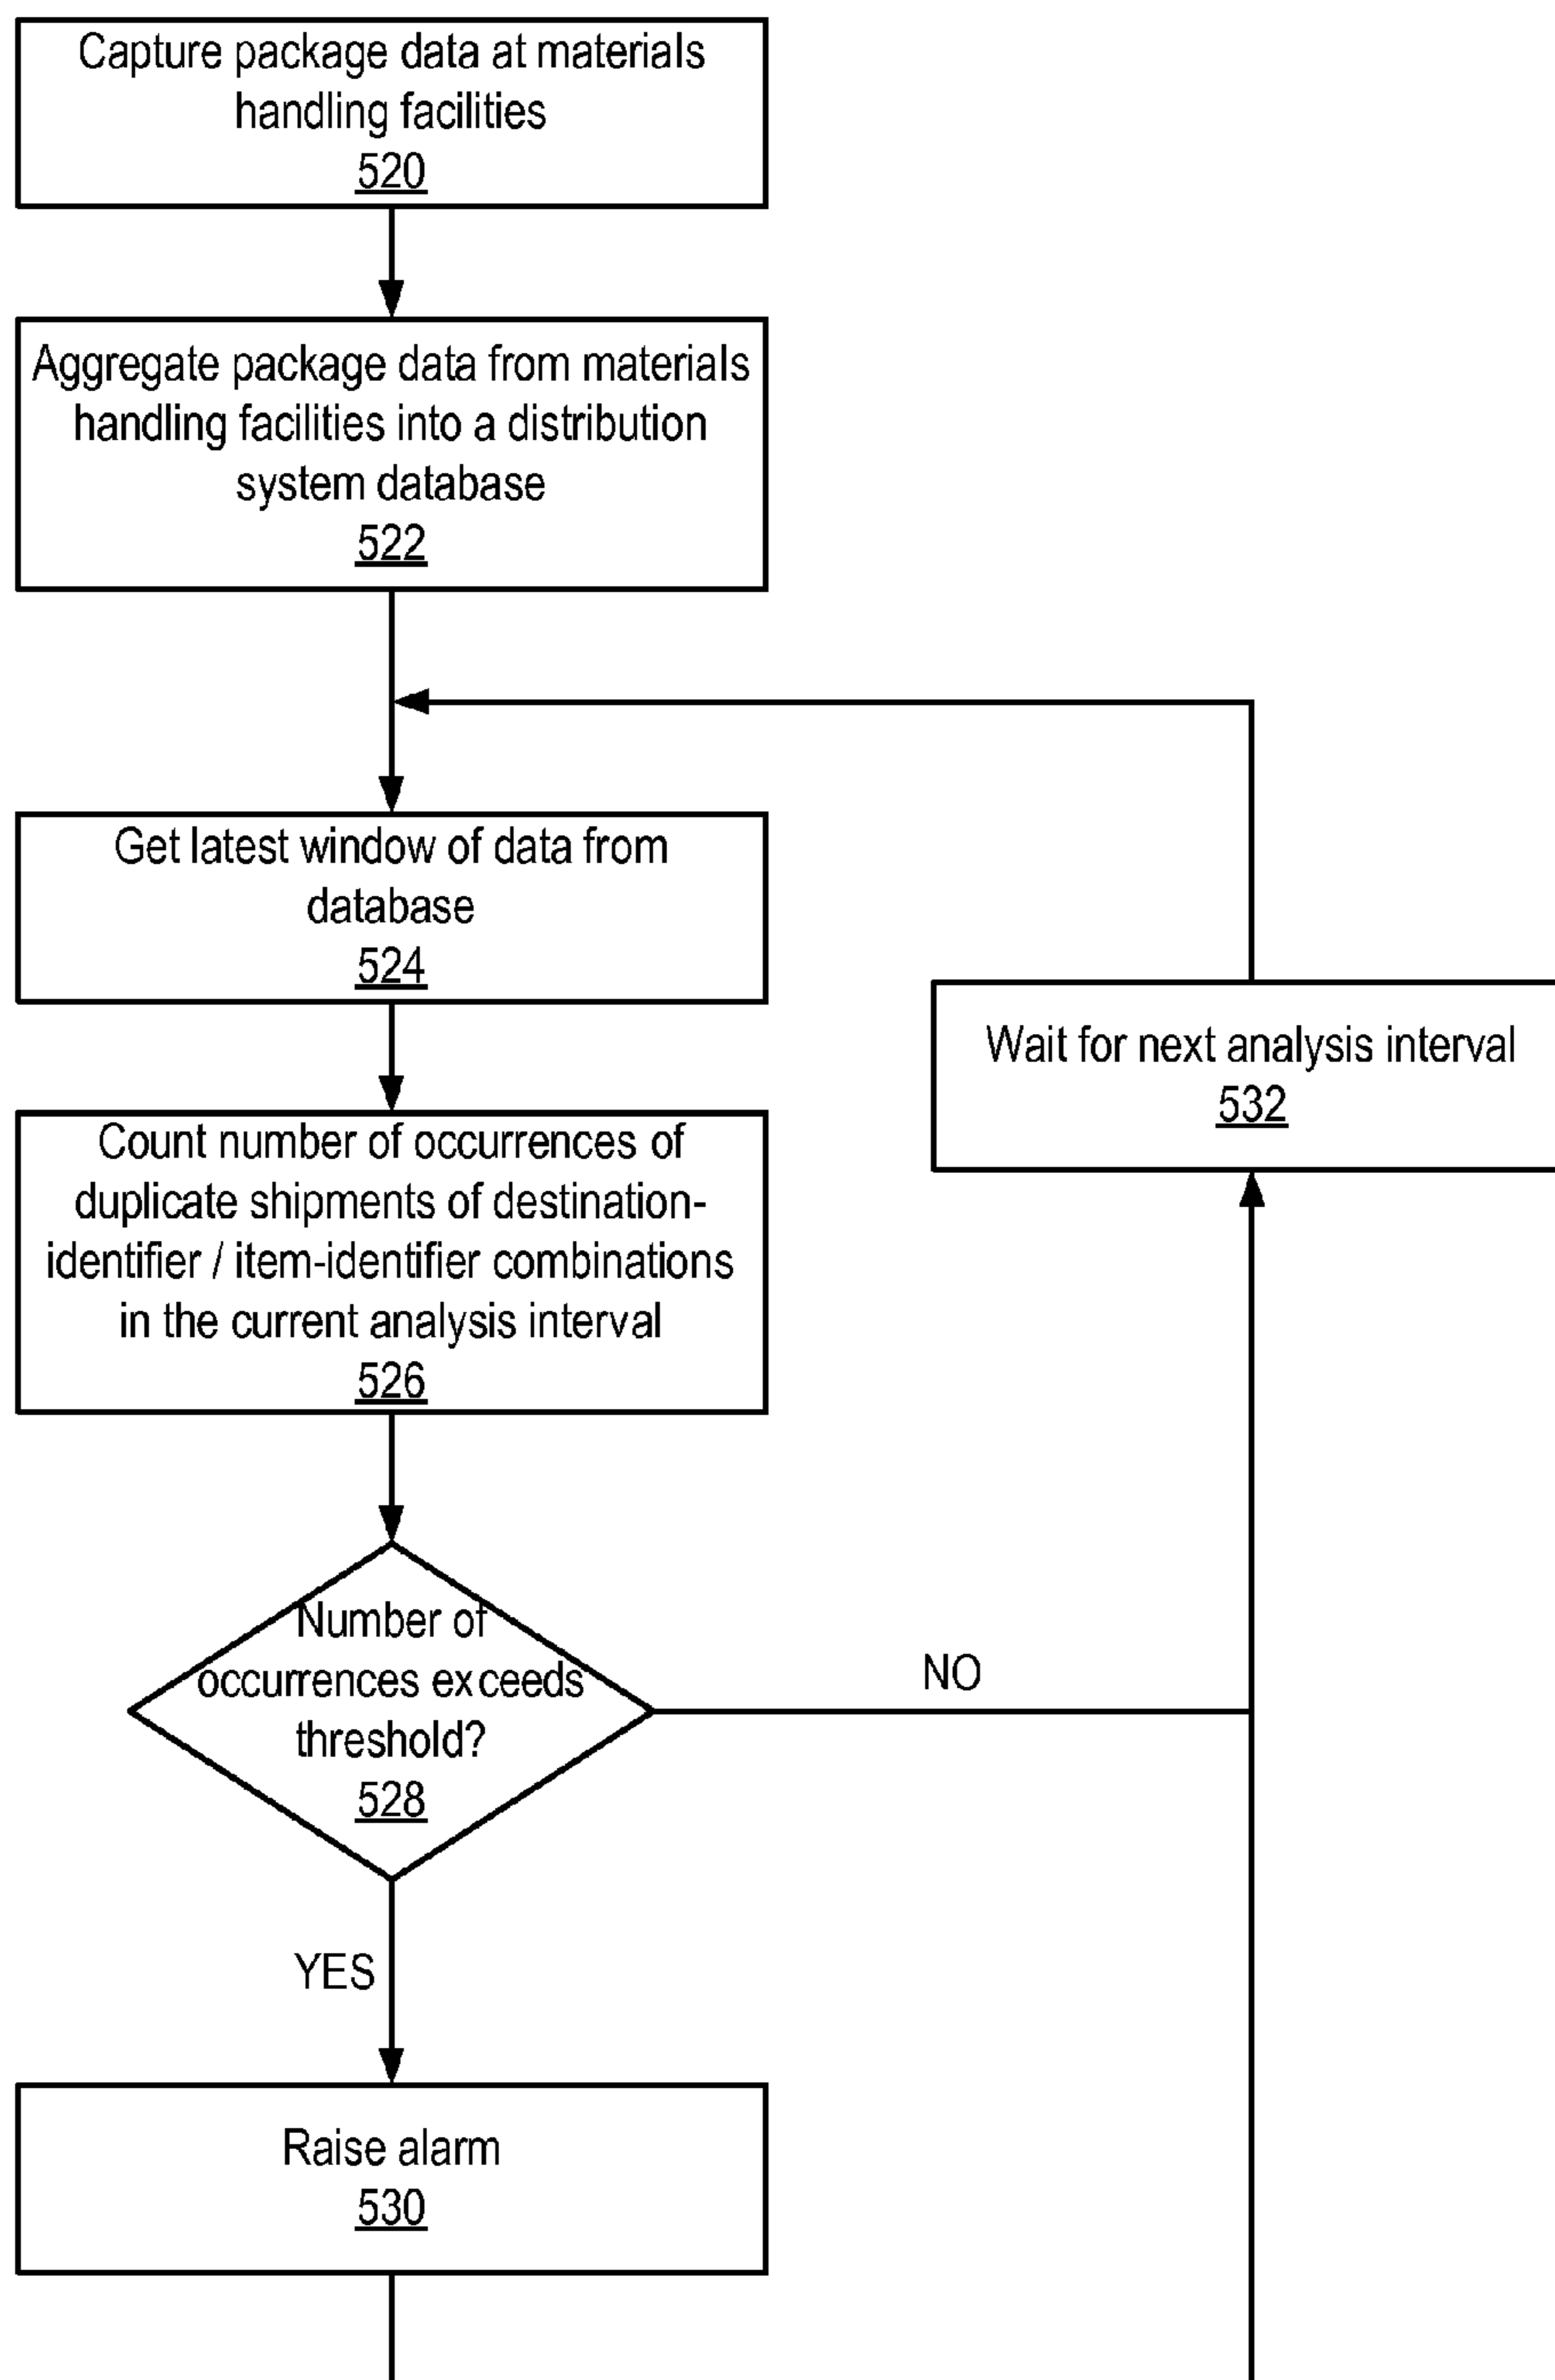 Capture package data at materials
handling facilities
520
Aggregate package data from materials
handling facilities into a distribution
system database
522
Get latest window of data from
database
524
Wait for next analysis interval
532
Count number of occurrences of
duplicate shipments of destination-
identifier / item-identifier combinations
in the current analysis interval
526
Number of
occurrences exceeds
threshold?
528
NO
YES
Raise alarm
530